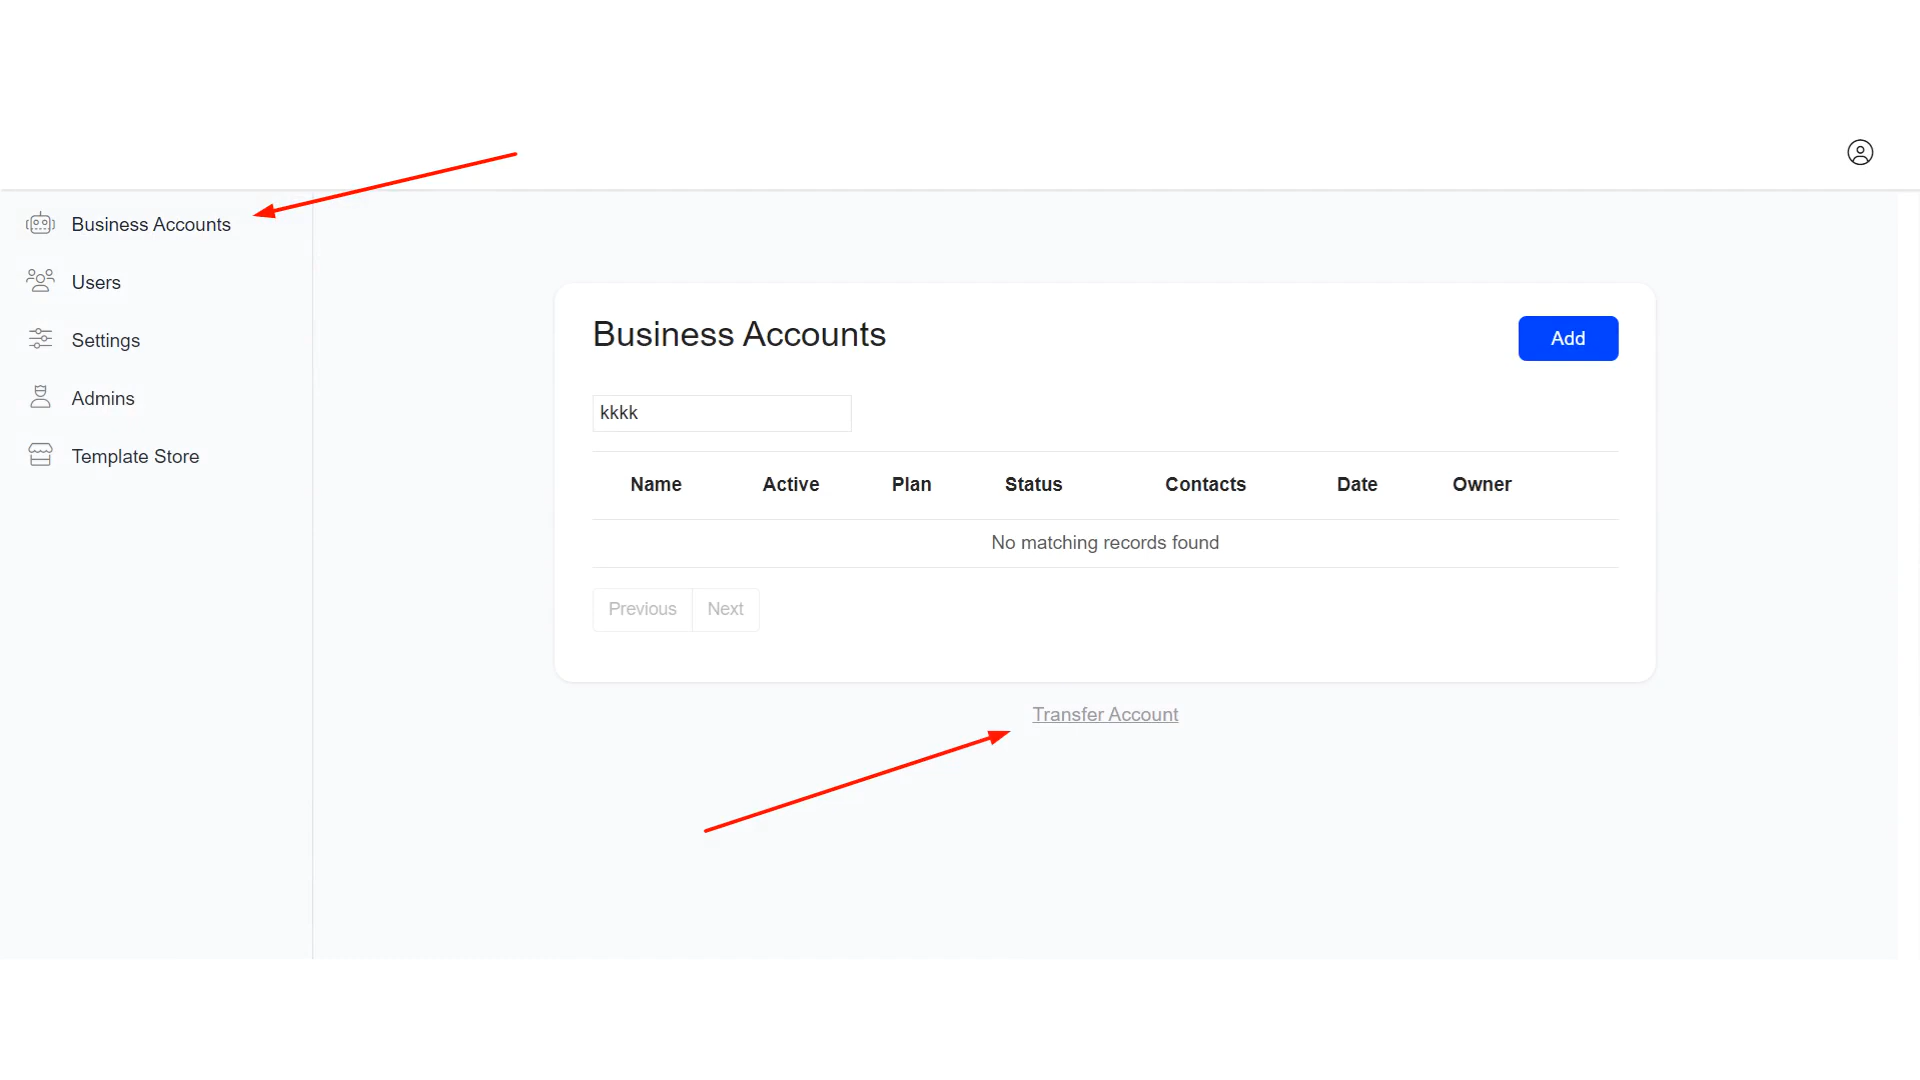 Business Accounts
Users
Settings
Admins
Template Store
Business Accounts
Add
kkkk
Name Active Plan Status Contacts Date Owner
No matching records found
Previous Next
Transfer Account